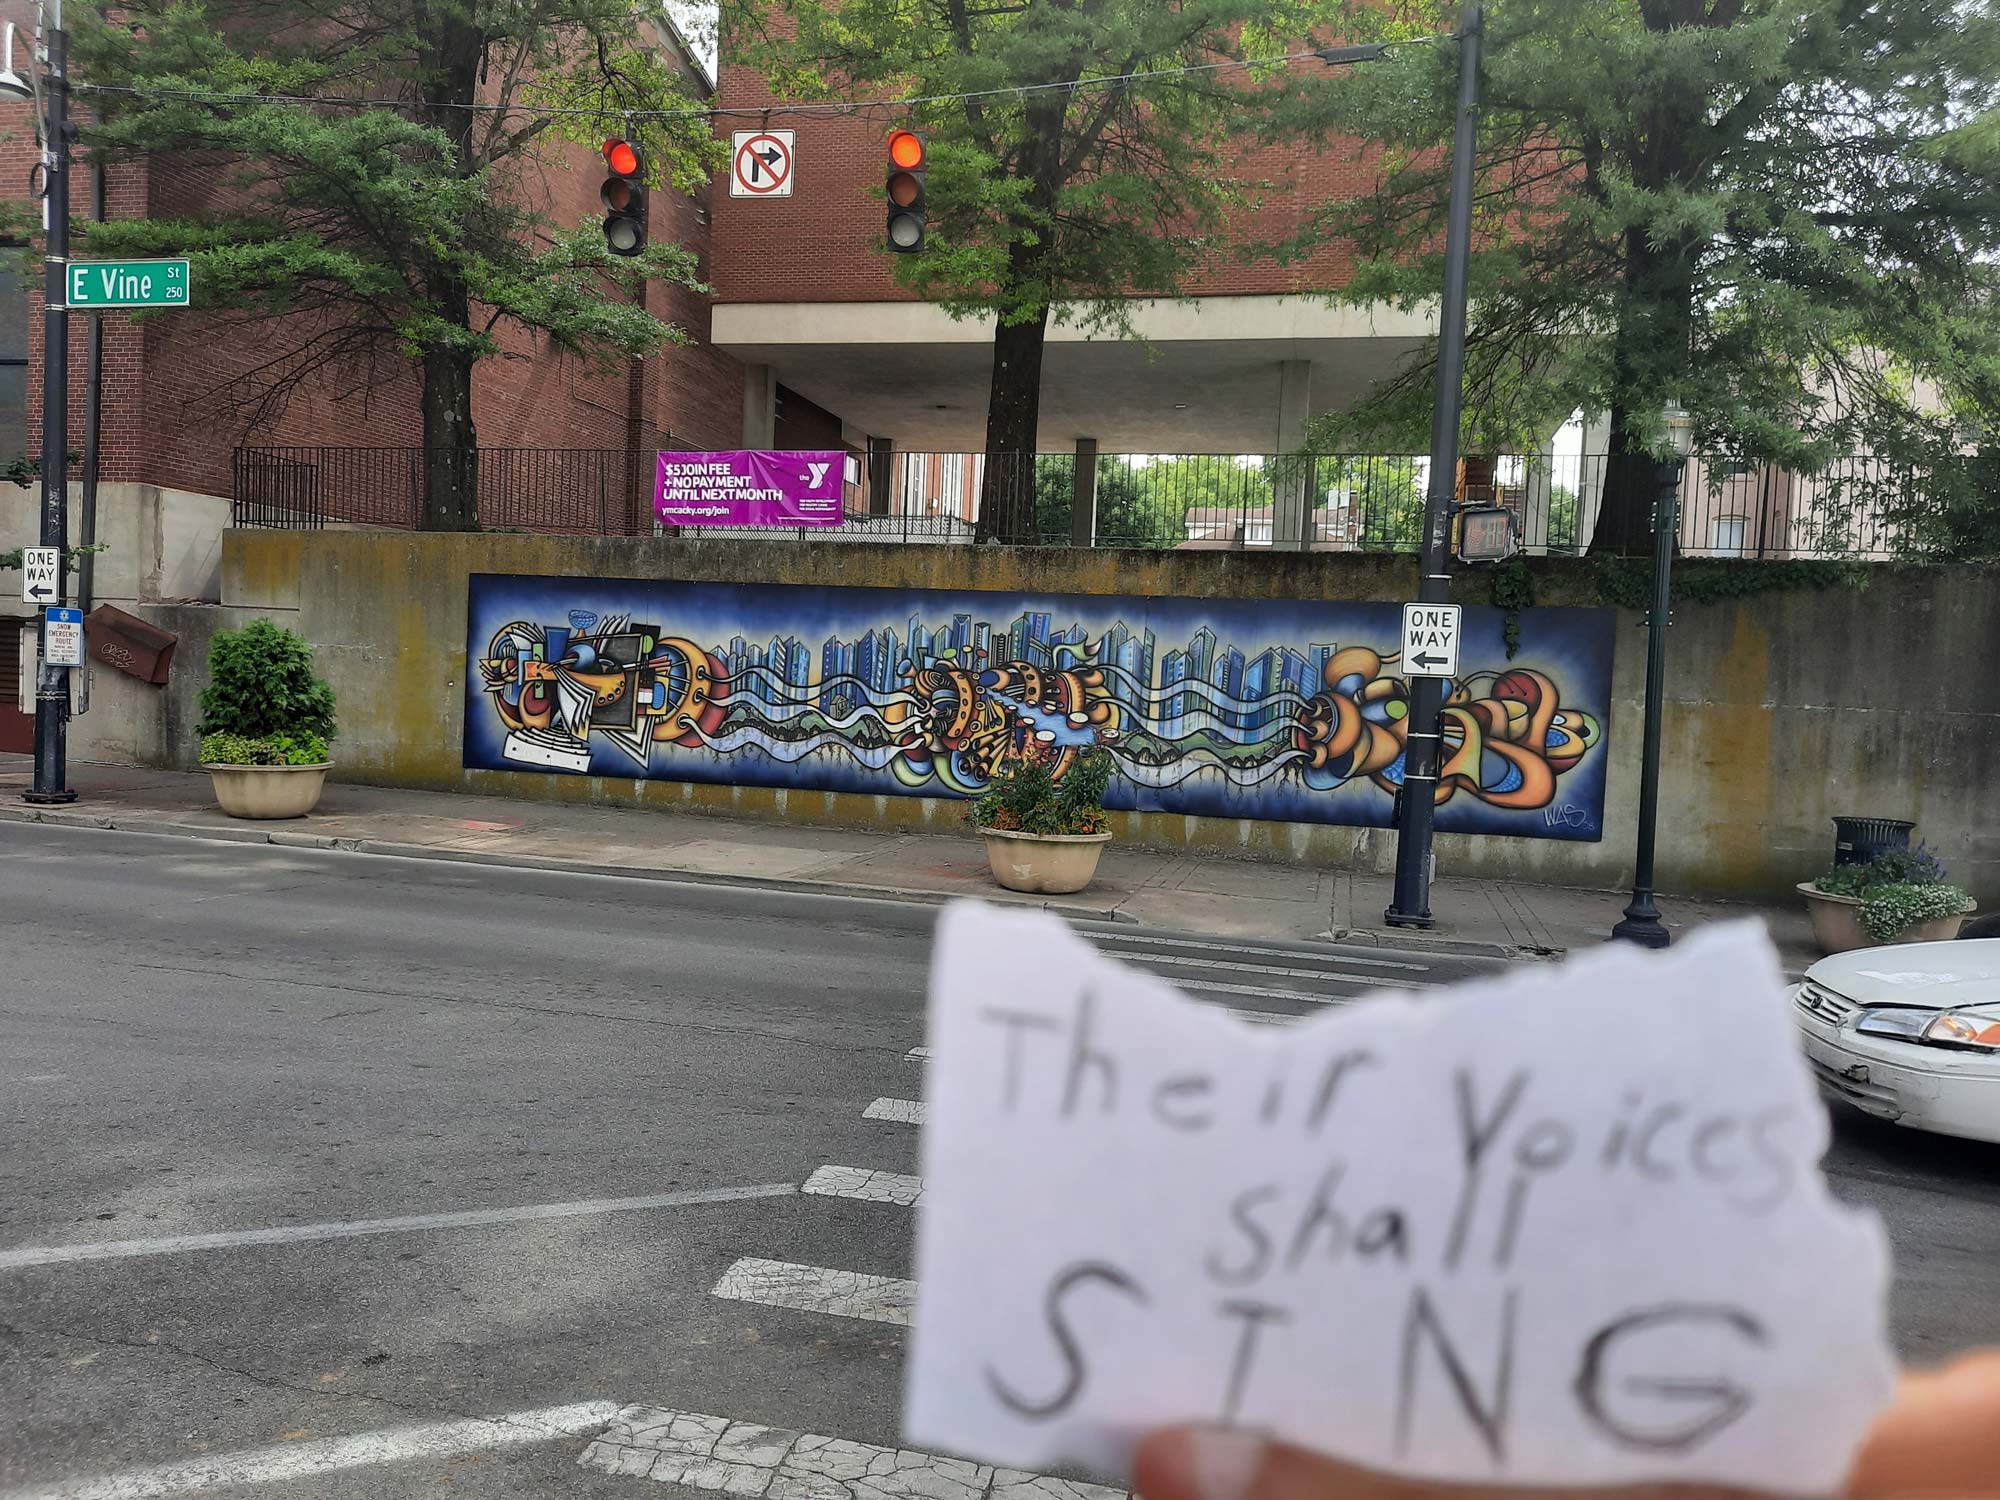 E Vine St
250
$5 JOIN FEE
+ NO PAYMENT
UNTIL NEXT MONTH
ymcacky.org/join
the Y
ONE
WAY
SNOW
EMERGENCY
ROUTE
ONE
WAY
WAS
Their Voices
shall
SING